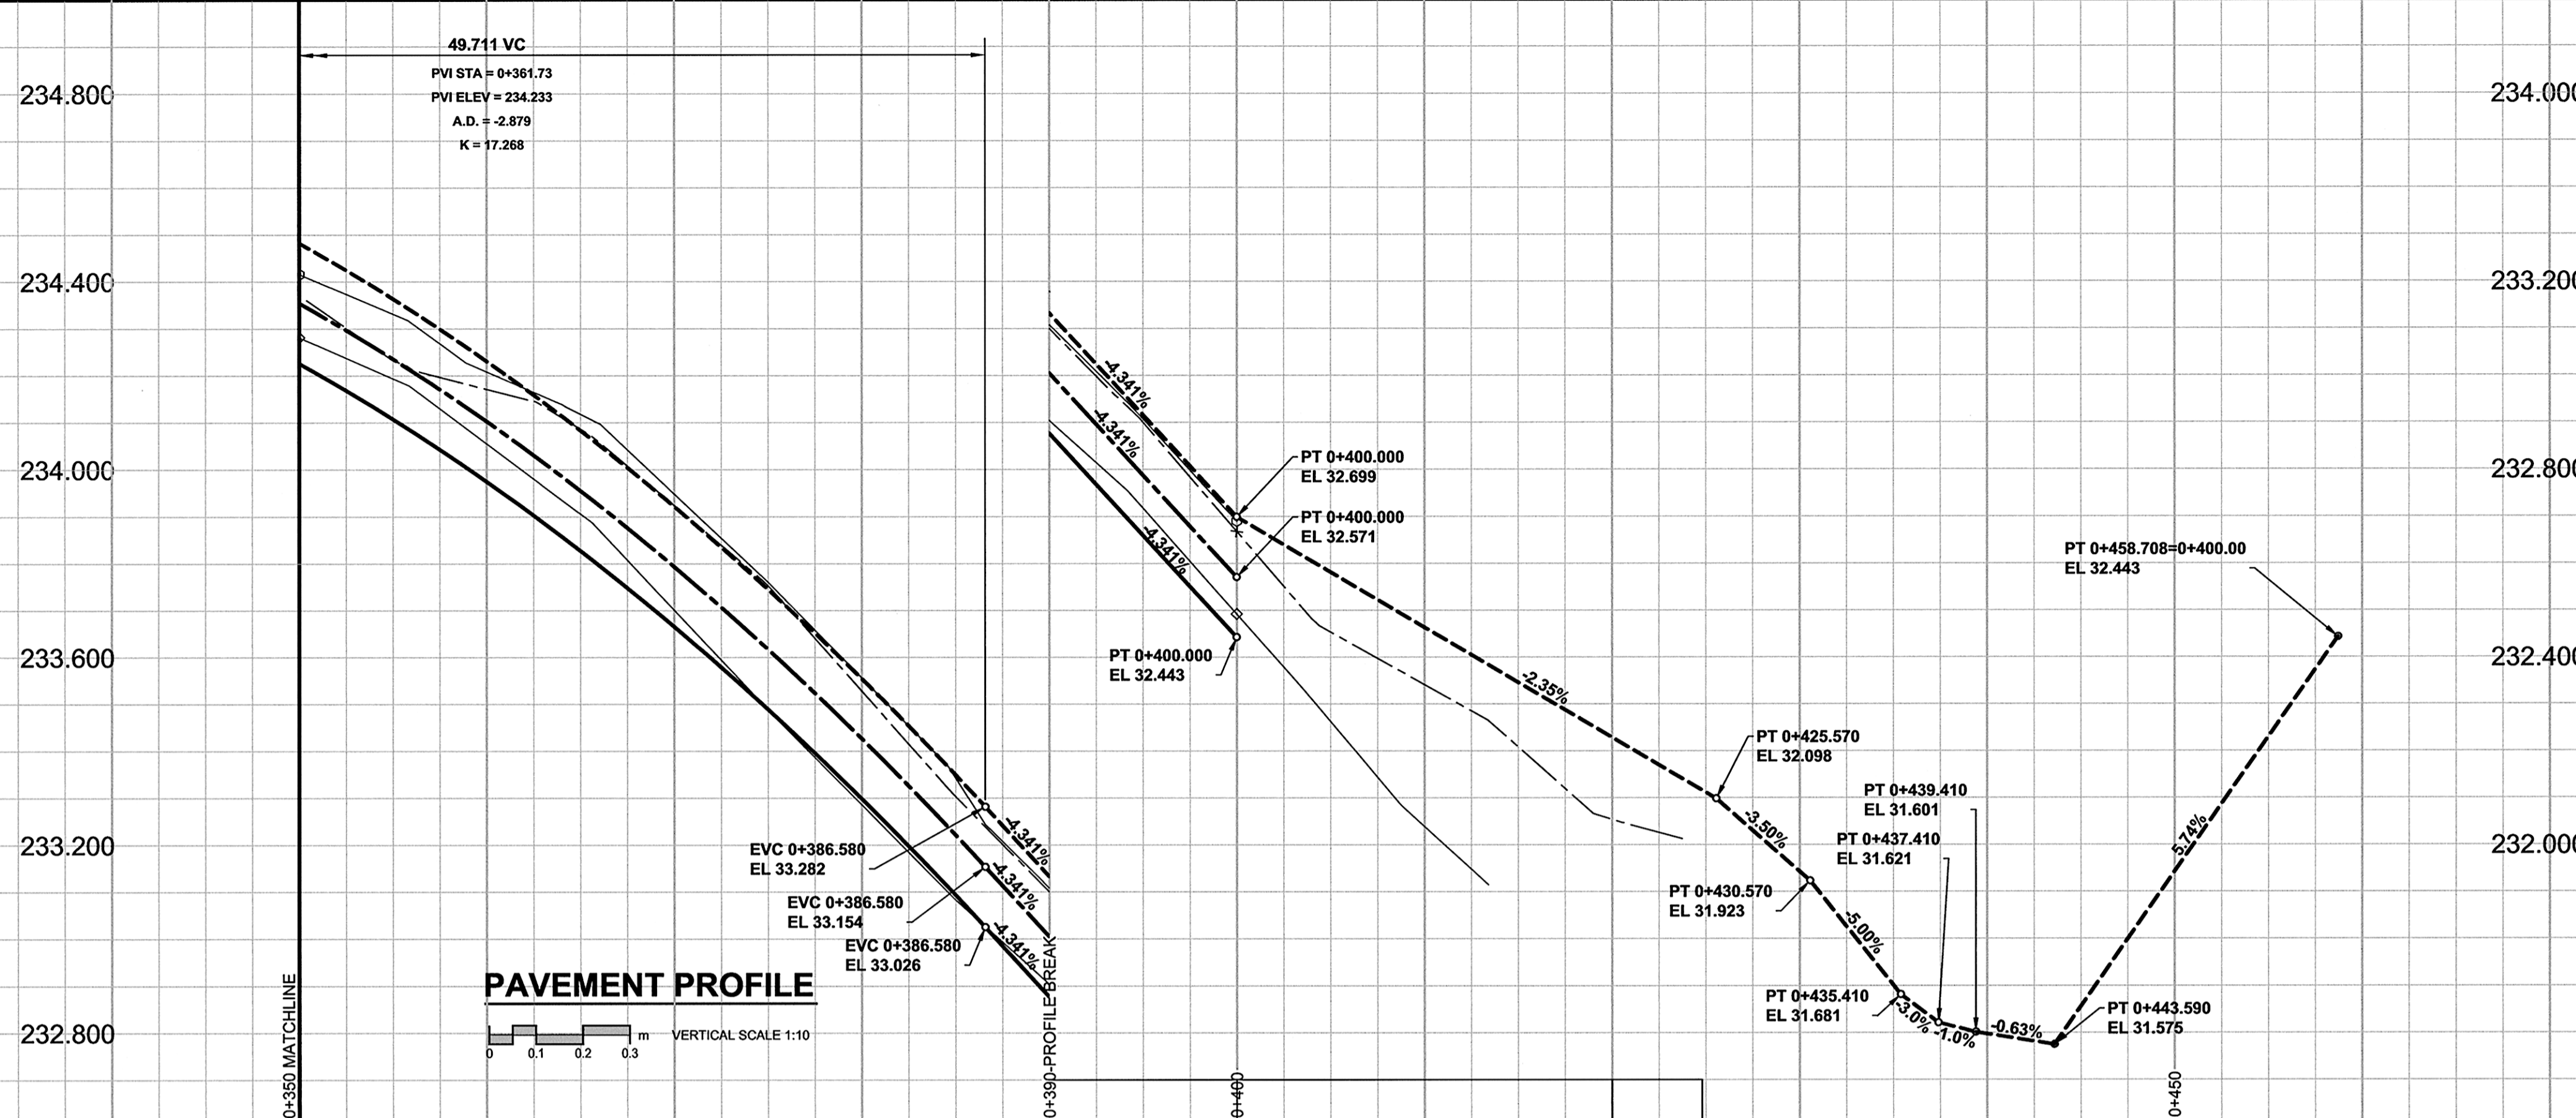 49.711 VC
PVI STA = 0+361.73
PVI ELEV = 234.233
A.D. = -2.879
K = 17.268
234.800
234.400
234.000
233.600
233.200
232.800
234.000
233.200
232.800
232.400
232.000
-4.341%
-4.341%
-4.341%
PT 0+400.000
EL 32.699
PT 0+400.000
EL 32.571
PT 0+400.000
EL 32.443
-2.35%
PT 0+458.708=0+400.00
EL 32.443
PT 0+425.570
EL 32.098
PT 0+439.410
EL 31.601
PT 0+437.410
EL 31.621
-3.50%
5.74%
EVC 0+386.580
EL 33.282
-4.341%
EVC 0+386.580
EL 33.154
-4.341%
EVC 0+386.580
EL 33.026
-4.341%
PT 0+430.570
EL 31.923
-5.00%
PT 0+435.410
EL 31.681
-3.0%
-1.0%
-0.63%
PT 0+443.590
EL 31.575
PAVEMENT PROFILE
m VERTICAL SCALE 1:10
0 0.1 0.2 0.3
0+350 MATCHLINE
0+390-PROFILE BREAK
0+400
0+450